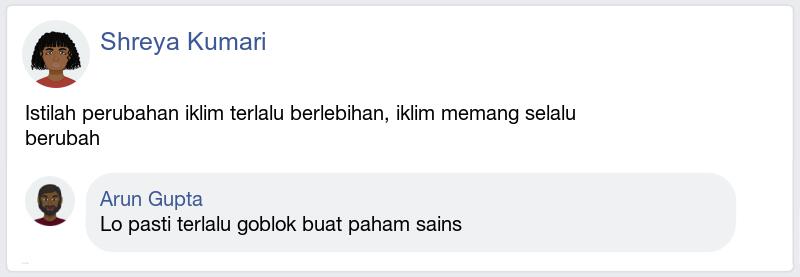 Shreya Kumari
Istilah perubahan iklim terlalu berlebihan, iklim memang selalu
berubah
Arun Gupta
Lo pasti terlalu goblok buat paham sains